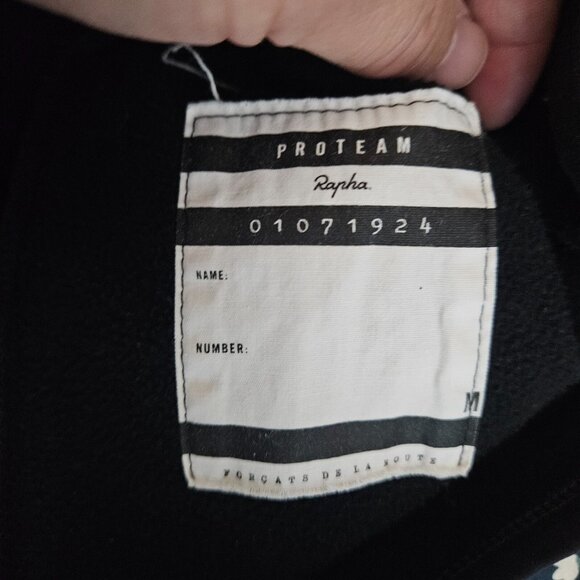 PROTEAM
Rapha.
01071924
NAME:
NUMBER:
M
FORÇATS DE LA ROUTE